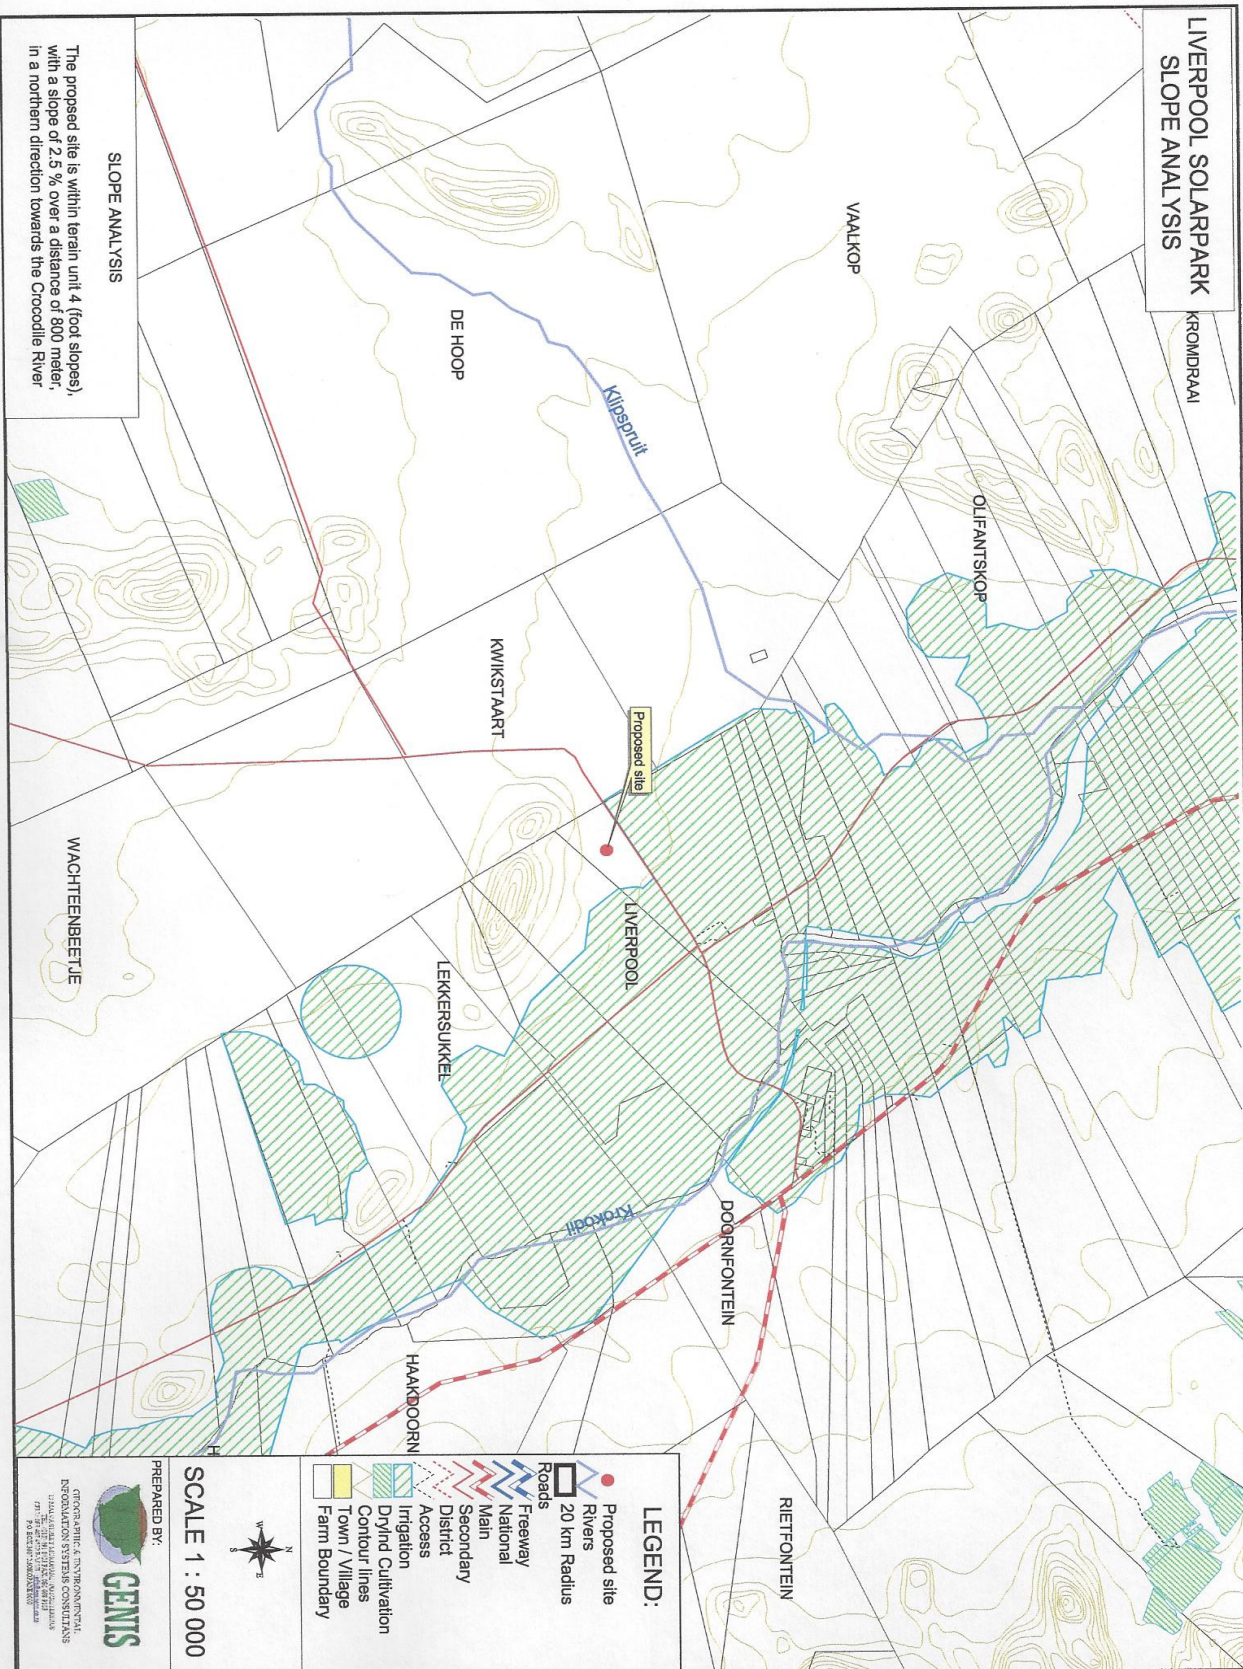 LIVERPOOL SOLARPARK
SLOPE ANALYSIS
KROMDRAAI
VAALKOP
OLIFANTSKOP
Klipspruit
DE HOOP
KWIKSTAART
Proposed site
LIVERPOOL
LEKKERSUKKEL
WACHTEENBEETJE
Krokodil
DOORNFONTEIN
HAAKDOORN
RIETFONTEIN
H
SLOPE ANALYSIS
The propsed site is within terain unit 4 (foot slopes),
with a slope of 2.5 % over a distance of 800 meter,
in a northern direction towards the Crocodile River
LEGEND:
Proposed site
Rivers
20 km Radius
Roads
Freeway
National
Main
Secondary
District
Access
Irrigation
Drylnd Cultivation
Contour lines
Town / Village
Farm Boundary
N
W
E
S
SCALE 1 : 50 000
PREPARED BY:
GENIS
GEOGRAPHIC & ENVIRONMENTAL
INFORMATION SYSTEMS CONSULTANS